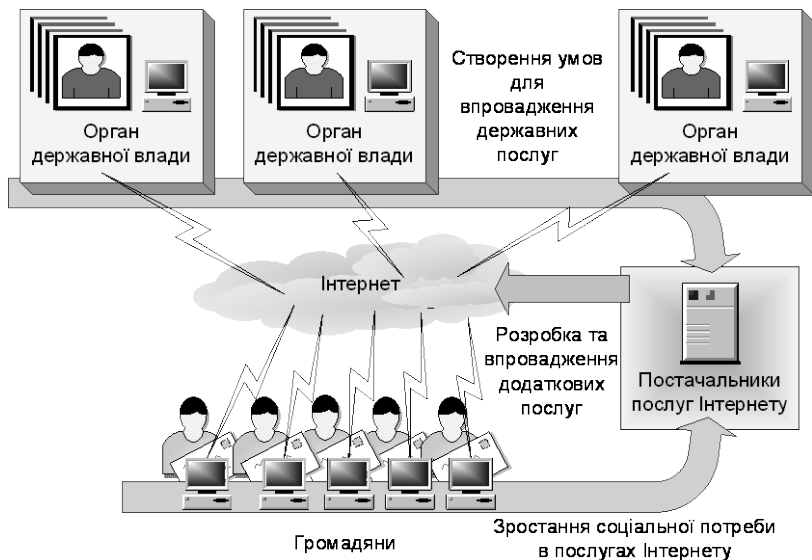 Орган
державної влади
Орган
державної влади
Створення умов
для
впровадження
державних
послуг
Орган
державної влади
Інтернет
Розробка та
впровадження
додаткових
послуг
Постачальники
послуг Інтернету
Громадяни
Зростання соціальної потреби
в послугах Інтернету